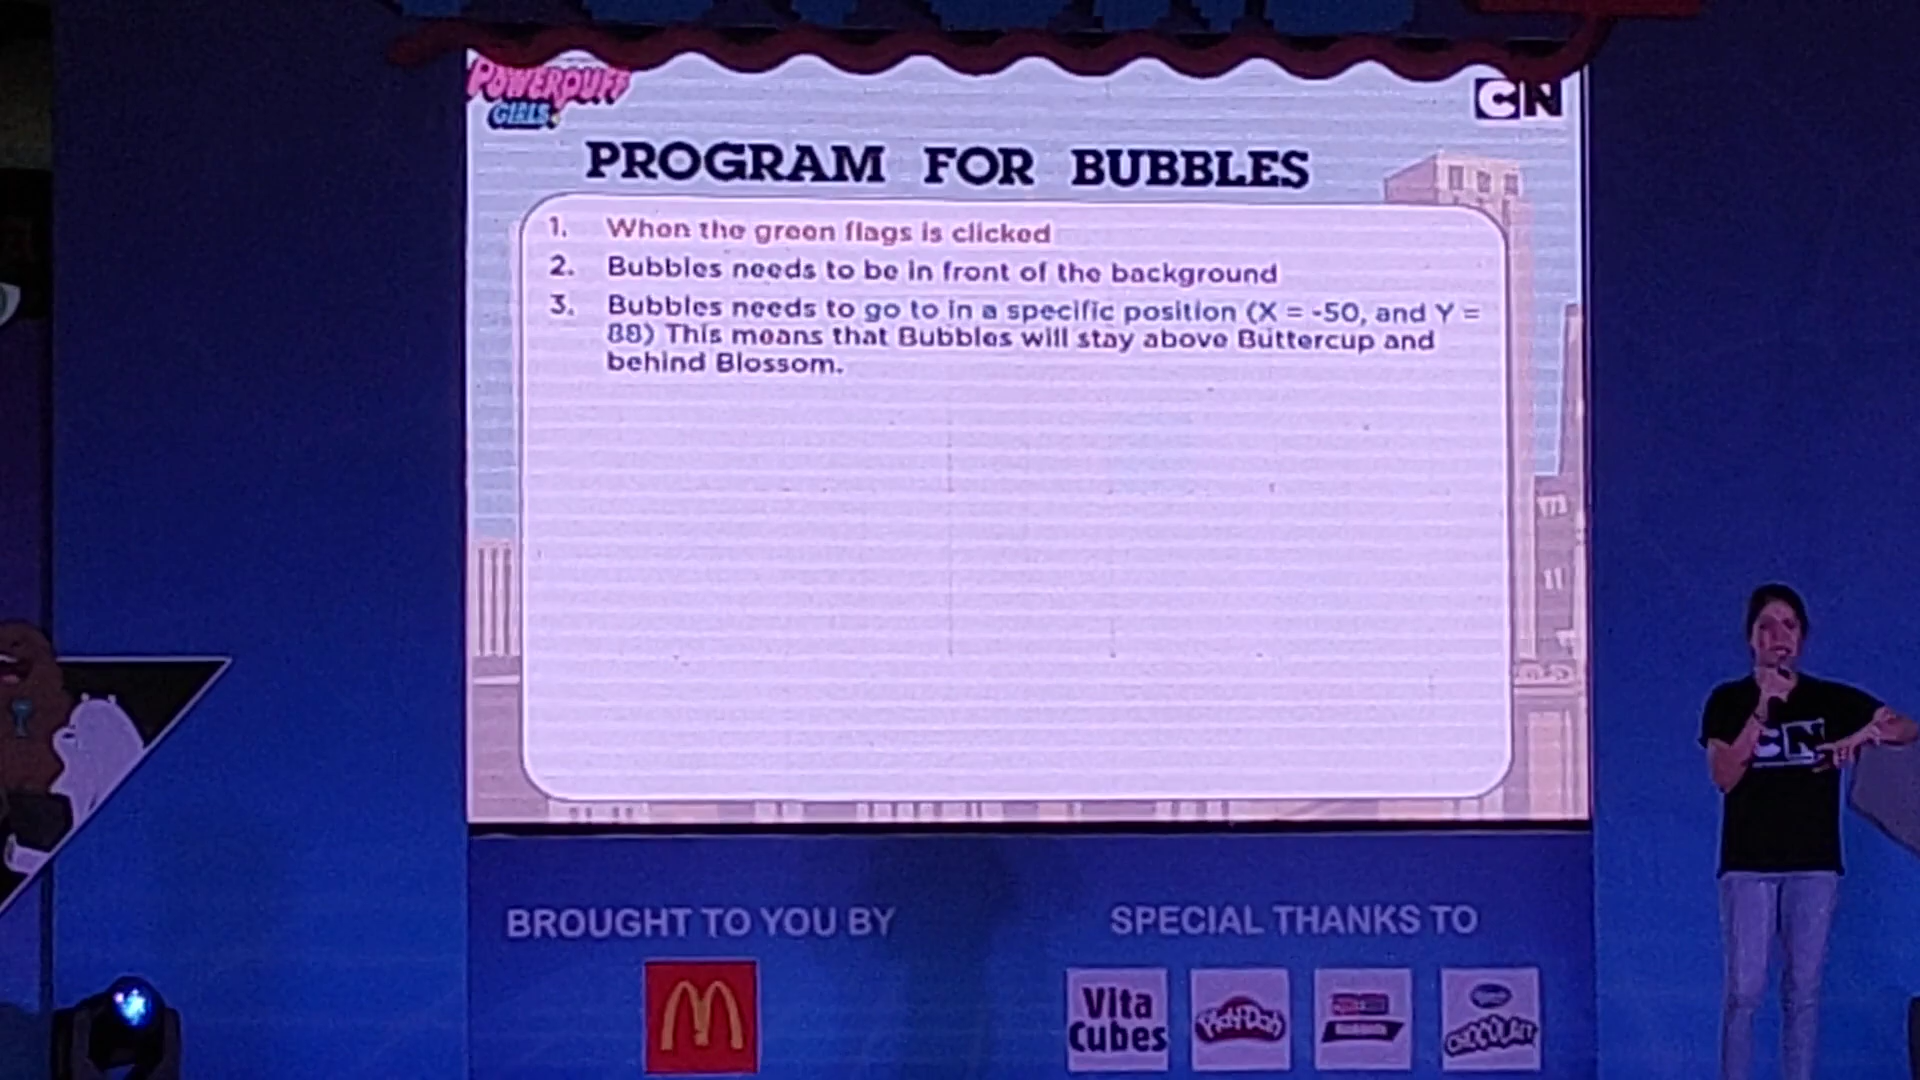 POWERPUFF
GIRLS
CN
PROGRAM FOR BUBBLES
1. When the green flags is clicked
2. Bubbles needs to be in front of the background
3. Bubbles needs to go to in a specific position (X = -50, and Y =
88) This means that Bubbles will stay above Buttercup and
behind Blossom.
CN
BROUGHT TO YOU BY
SPECIAL THANKS TO
M
Vita
Cubes
Play-Doh
CHOCOLAIT